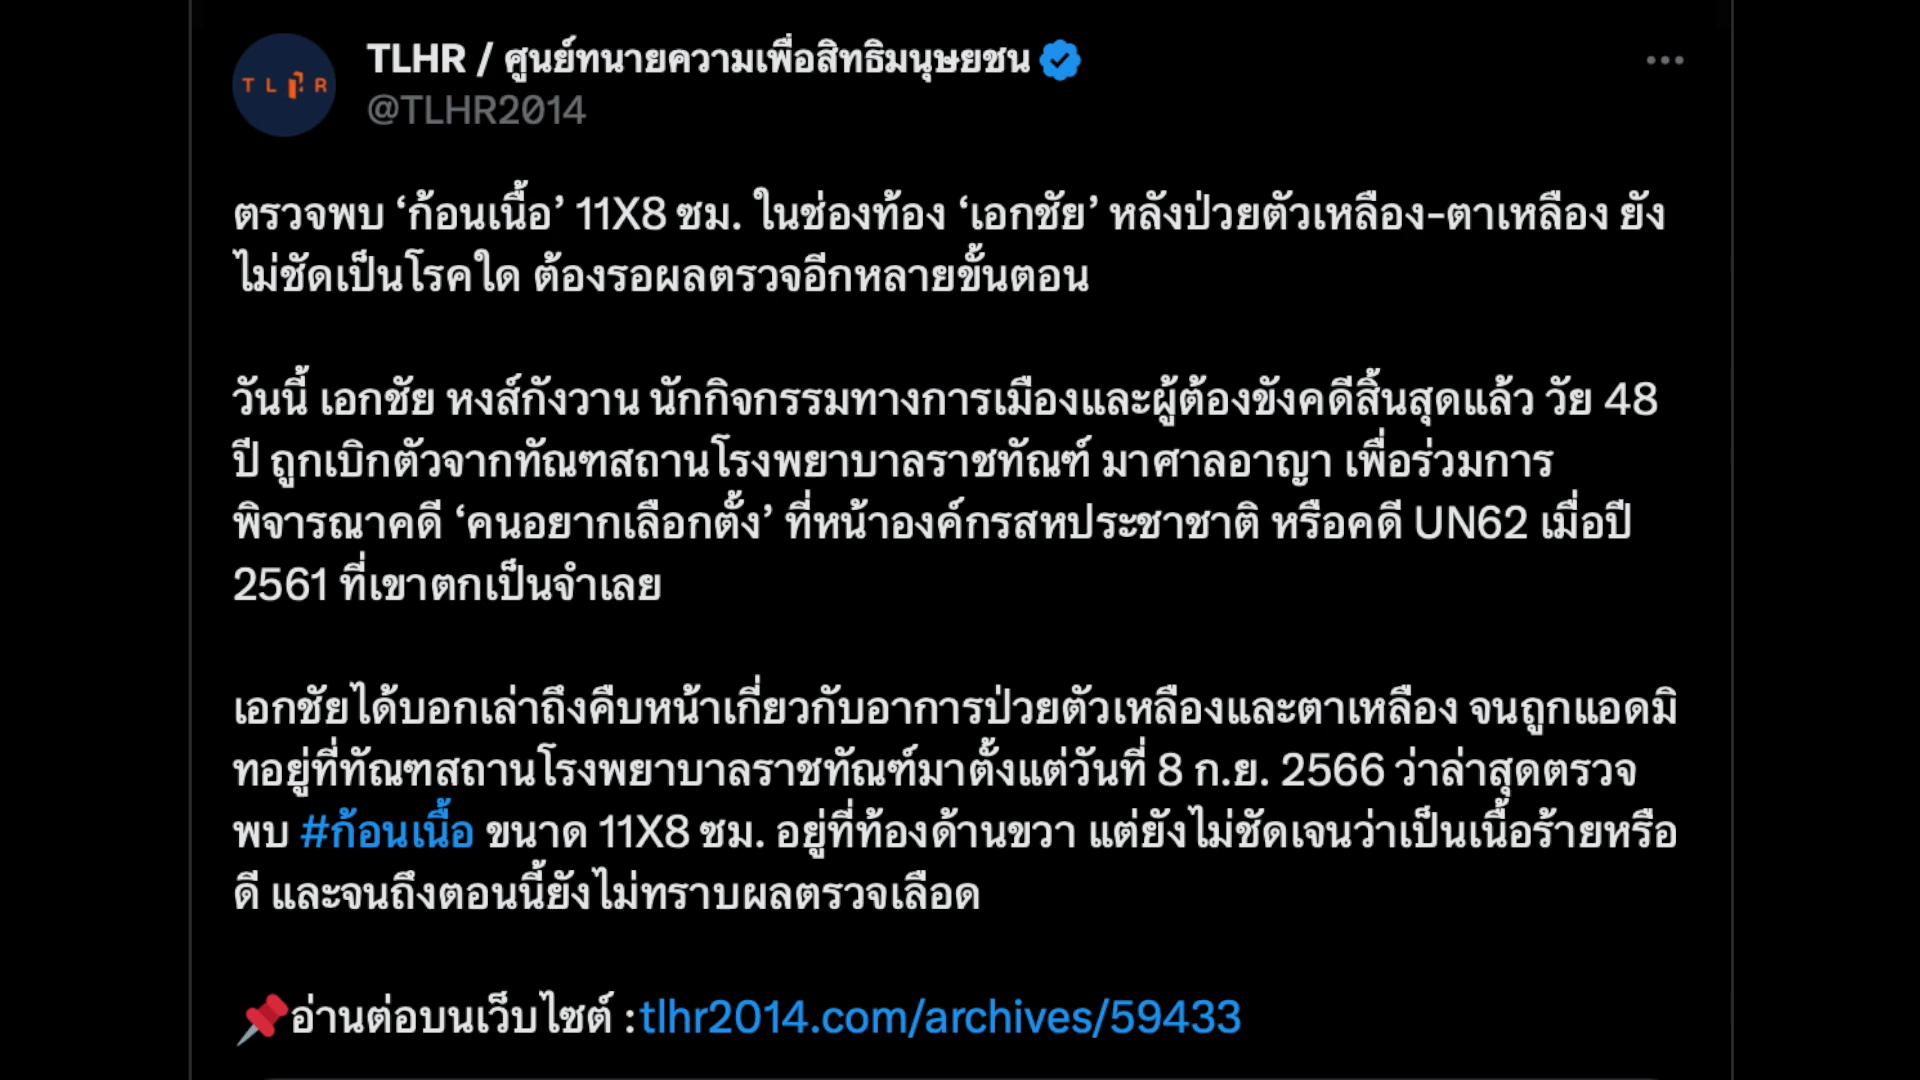 TLHR / ศูนย์ทนายความเพื่อสิทธิมนุษยชน
@TLHR2014
T L H R
ตรวจพบ ‘ก้อนเนื้อ’ 11X8 ซม. ในช่องท้อง ‘เอกชัย’ หลังป่วยตัวเหลือง-ตาเหลือง ยัง
ไม่ชัดเป็นโรคใด ต้องรอผลตรวจอีกหลายขั้นตอน
วันนี้ เอกชัย หงส์กังวาน นักกิจกรรมทางการเมืองและผู้ต้องขังคดีสิ้นสุดแล้ว วัย 48
ปี ถูกเบิกตัวจากทัณฑสถานโรงพยาบาลราชทัณฑ์ มาศาลอาญา เพื่อร่วมการ
พิจารณาคดี ‘คนอยากเลือกตั้ง’ ที่หน้าองค์กรสหประชาชาติ หรือคดี UN62 เมื่อปี
2561 ที่เขาตกเป็นจำเลย
เอกชัยได้บอกเล่าถึงคืบหน้าเกี่ยวกับอาการป่วยตัวเหลืองและตาเหลือง จนถูกแอดมิ
ทอยู่ที่ทัณฑสถานโรงพยาบาลราชทัณฑ์มาตั้งแต่วันที่ 8 ก.ย. 2566 ว่าล่าสุดตรวจ
พบ #ก้อนเนื้อ ขนาด 11X8 ซม. อยู่ที่ท้องด้านขวา แต่ยังไม่ชัดเจนว่าเป็นเนื้อร้ายหรือ
ดี และจนถึงตอนนี้ยังไม่ทราบผลตรวจเลือด
📌อ่านต่อบนเว็บไซต์ :tlhr2014.com/archives/59433